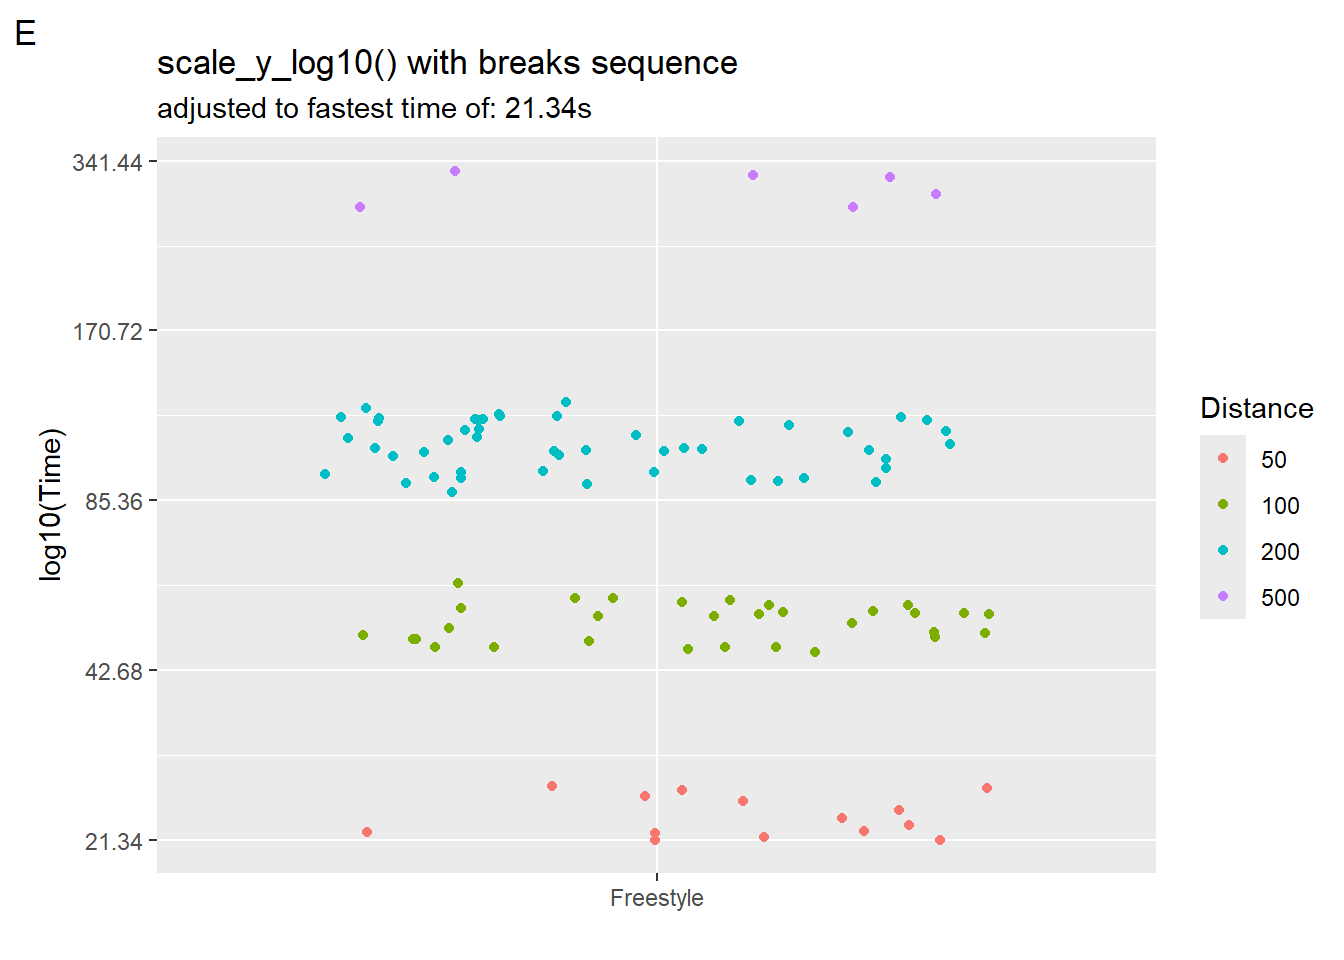 E
scale_y_log10() with breaks sequence
adjusted to fastest time of: 21.34s
log10(Time)
341.44
170.72
85.36
42.68
21.34
Freestyle
Distance
50
100
200
500